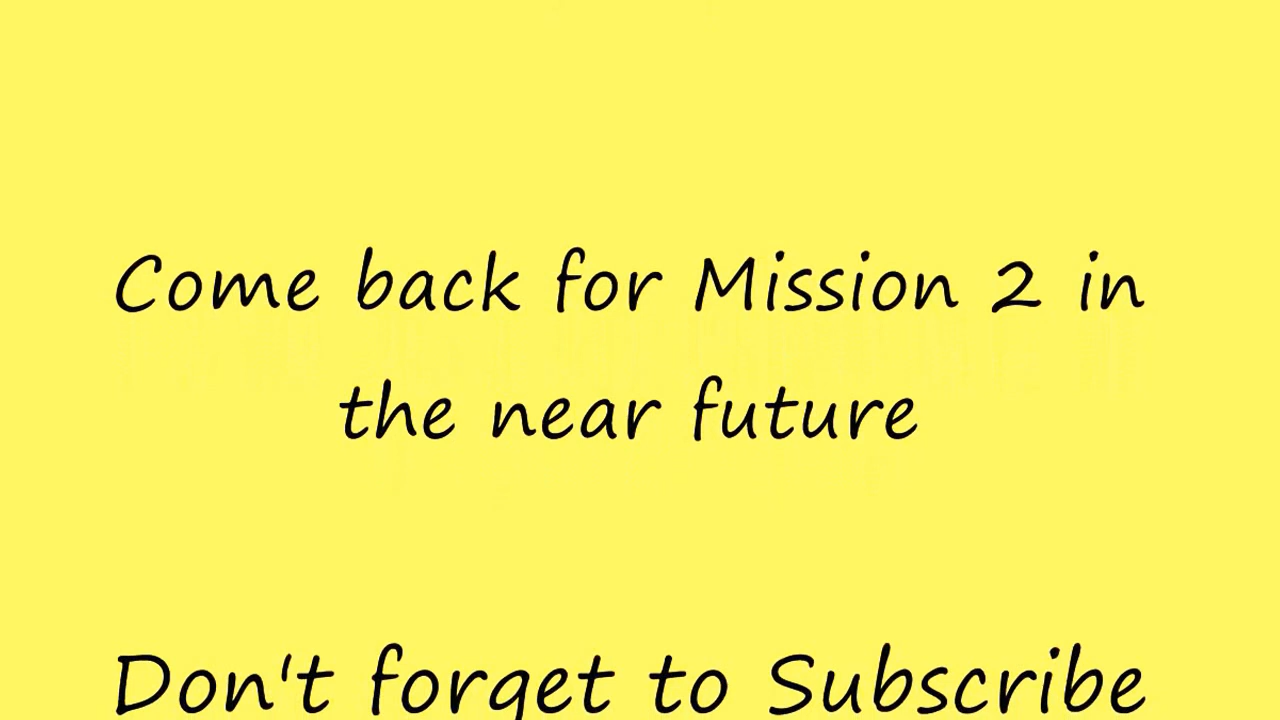 Come back for Mission 2 in
the near future
Don't forget to Subscribe